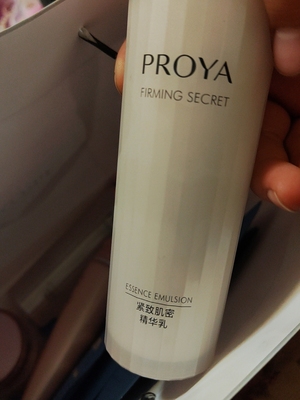 PROYA
FIRMING SECRET
ESSENCE EMULSION
紧致肌密
精华乳